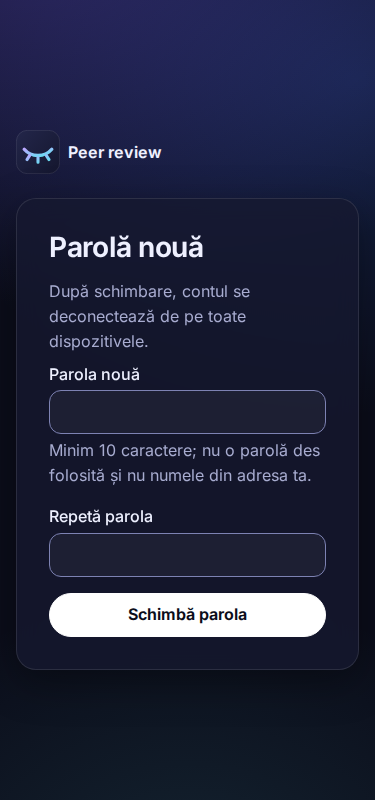 Peer review
Parolă nouă
După schimbare, contul se
deconectează de pe toate
dispozitivele.
Parola nouă
Minim 10 caractere; nu o parolă des
folosită și nu numele din adresa ta.
Repetă parola
Schimbă parola